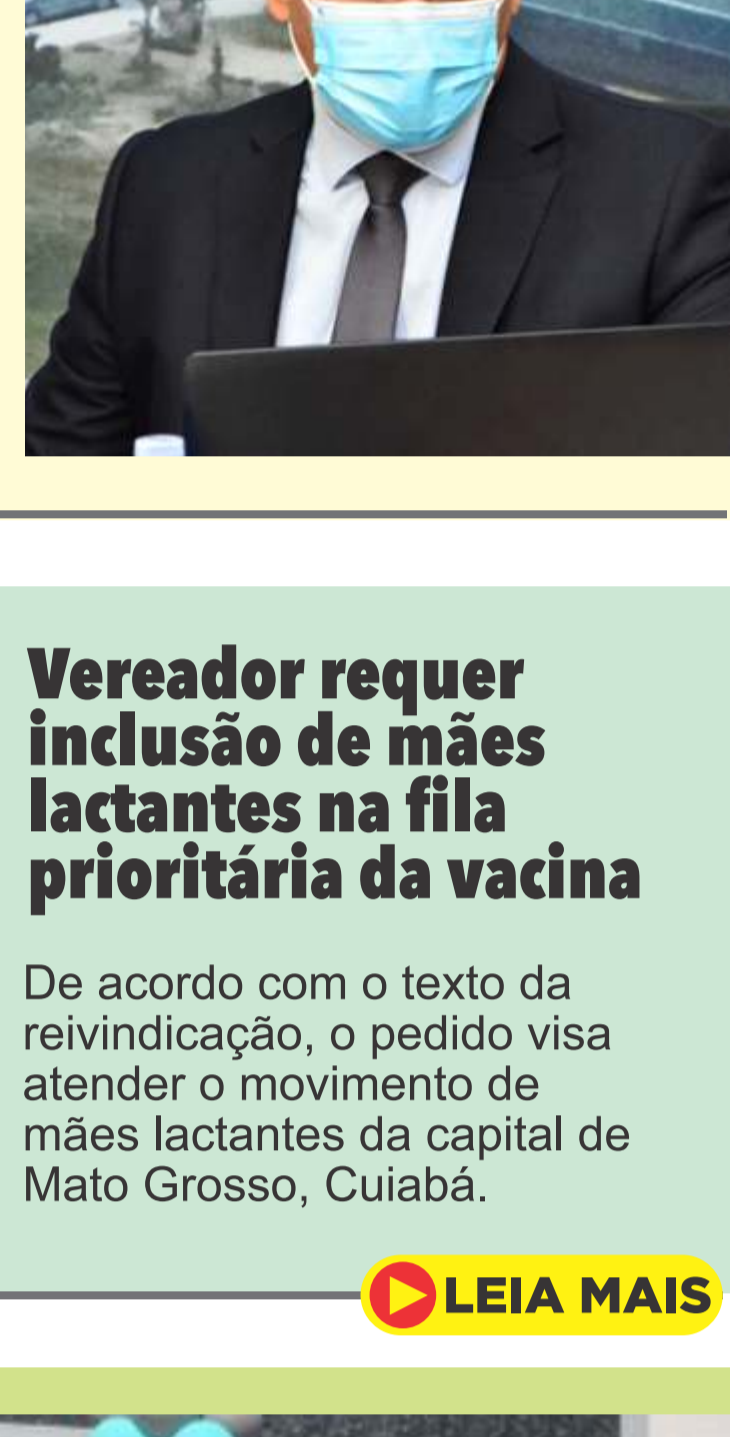 Vereador requer
inclusão de mães
lactantes na fila
prioritária da vacina
De acordo com o texto da
reivindicação, o pedido visa
atender o movimento de
mães lactantes da capital de
Mato Grosso, Cuiabá.
LEIA MAIS